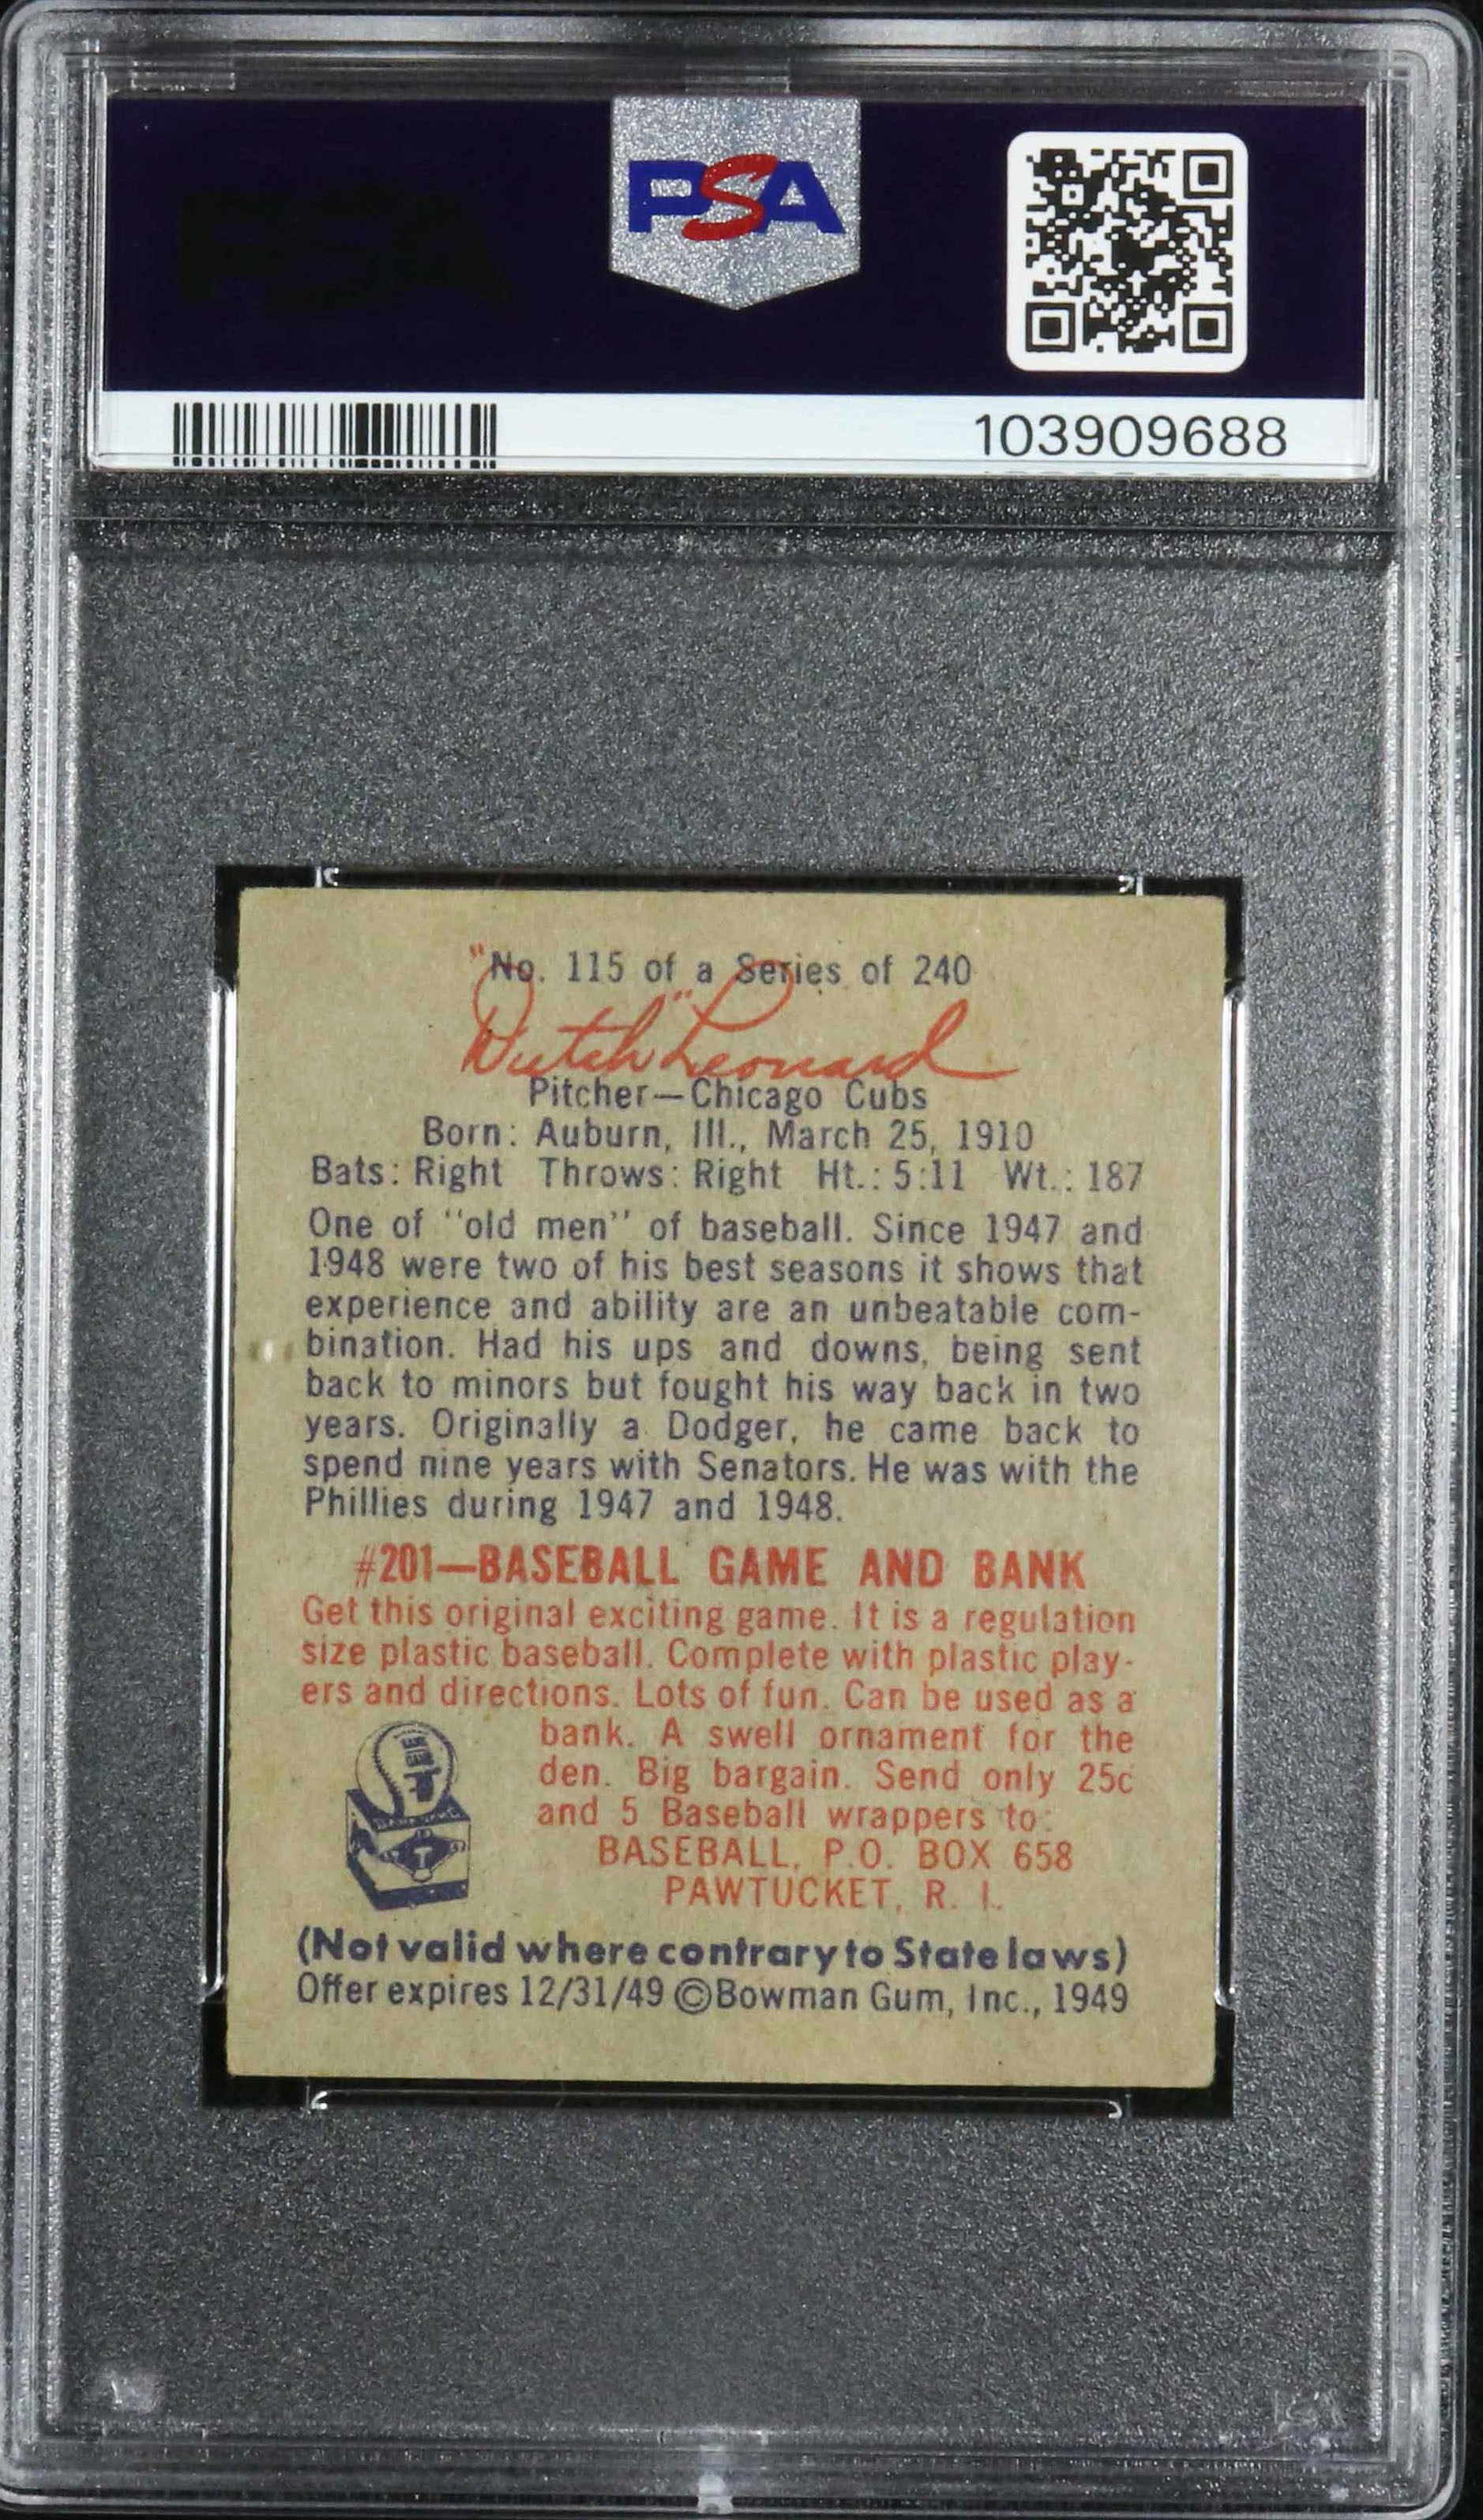 PSA
103909688
No. 115 of a Series of 240
"Dutch" Leonard
Pitcher—Chicago Cubs
Born: Auburn, Ill., March 25, 1910
Bats: Right Throws: Right Ht.: 5:11 Wt.: 187
One of "old men" of baseball. Since 1947 and
1948 were two of his best seasons it shows that
experience and ability are an unbeatable com-
bination. Had his ups and downs, being sent
back to minors but fought his way back in two
years. Originally a Dodger, he came back to
spend nine years with Senators. He was with the
Phillies during 1947 and 1948.
#201—BASEBALL GAME AND BANK
Get this original exciting game. It is a regulation
size plastic baseball. Complete with plastic play-
ers and directions. Lots of fun. Can be used as a
bank. A swell ornament for the
den. Big bargain. Send only 25c
and 5 Baseball wrappers to:
BASEBALL, P.O. BOX 658
PAWTUCKET, R. I.
(Not valid where contrary to State laws)
Offer expires 12/31/49 ©Bowman Gum, Inc., 1949